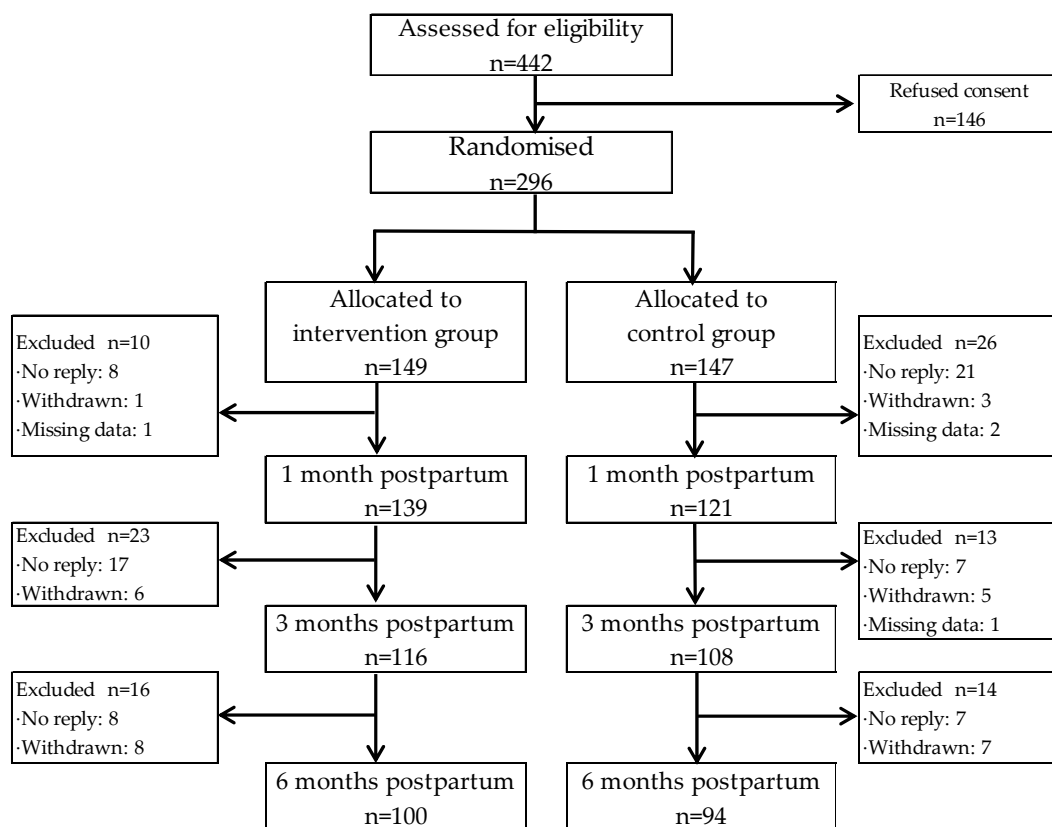 Assessed for eligibility
n=442
Refused consent
n=146
Randomised
n=296
Allocated to
intervention group
n=149
Allocated to
control group
n=147
Excluded n=10
·No reply: 8
·Withdrawn: 1
·Missing data: 1
Excluded n=26
·No reply: 21
·Withdrawn: 3
·Missing data: 2
1 month postpartum
n=139
1 month postpartum
n=121
Excluded n=23
·No reply: 17
·Withdrawn: 6
Excluded n=13
·No reply: 7
·Withdrawn: 5
·Missing data: 1
3 months postpartum
n=116
3 months postpartum
n=108
Excluded n=16
·No reply: 8
·Withdrawn: 8
Excluded n=14
·No reply: 7
·Withdrawn: 7
6 months postpartum
n=100
6 months postpartum
n=94